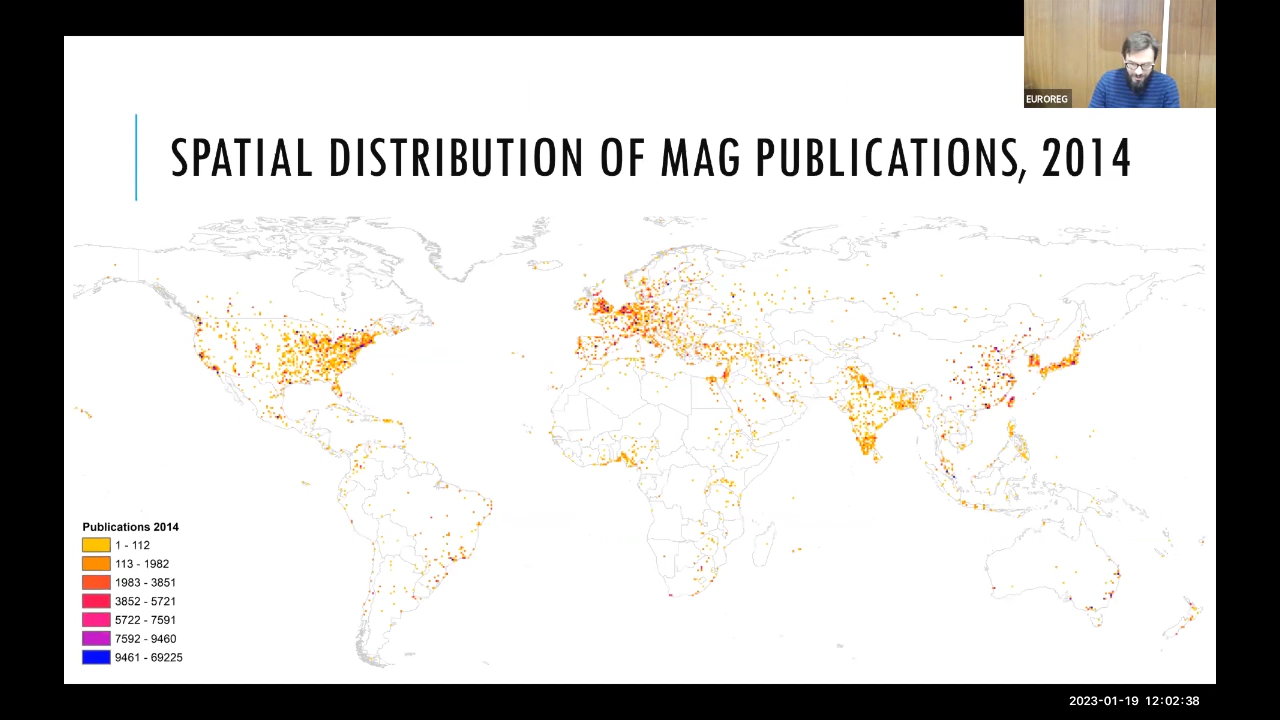 EUROREG
SPATIAL DISTRIBUTION OF MAG PUBLICATIONS, 2014
Publications 2014
1 - 112
113 - 1982
1983 - 3851
3852 - 5721
5722 - 7591
7592 - 9460
9461 - 69225
2023-01-19 12:02:38